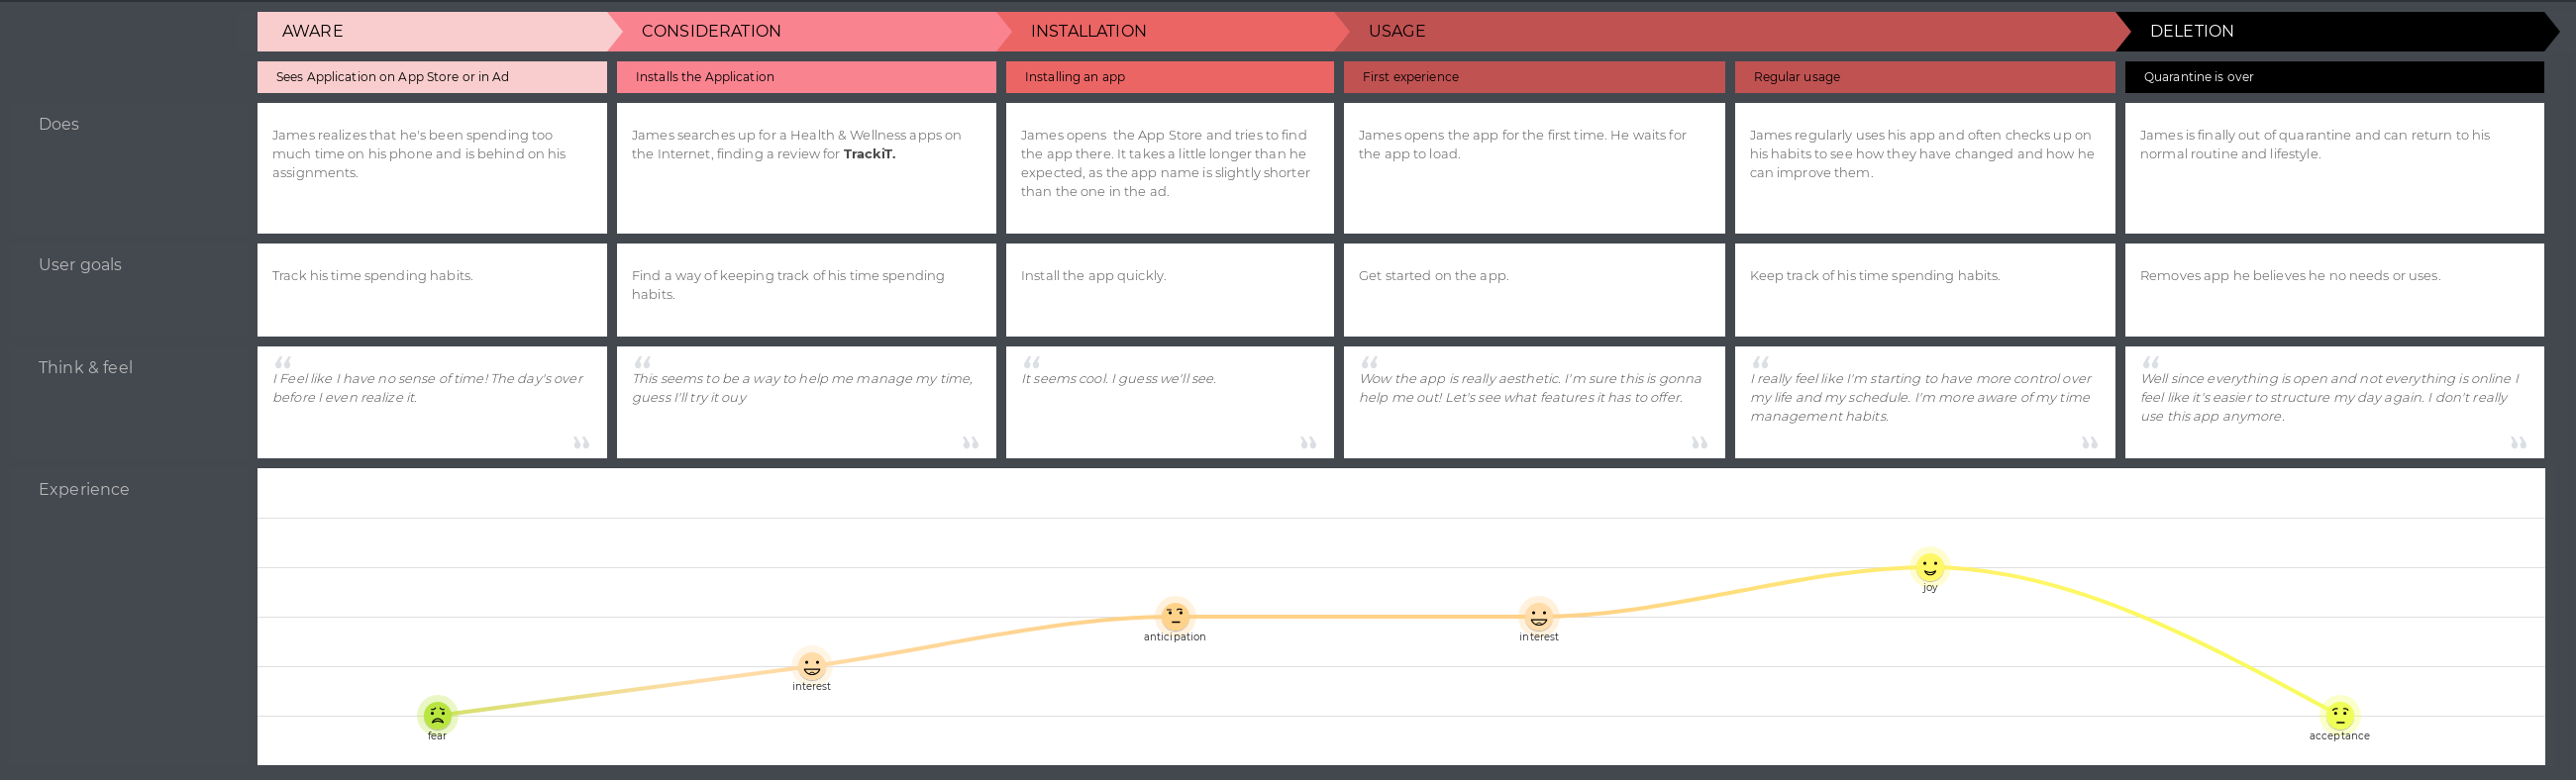 AWARE
CONSIDERATION
INSTALLATION
USAGE
DELETION
Sees Application on App Store or in Ad
Installs the Application
Installing an app
First experience
Regular usage
Quarantine is over
Does
James realizes that he's been spending too
much time on his phone and is behind on his
assignments.
James searches up for a Health & Wellness apps on
the Internet, finding a review for TrackiT.
James opens the App Store and tries to find
the app there. It takes a little longer than he
expected, as the app name is slightly shorter
than the one in the ad.
James opens the app for the first time. He waits for
the app to load.
James regularly uses his app and often checks up on
his habits to see how they have changed and how he
can improve them.
James is finally out of quarantine and can return to his
normal routine and lifestyle.
User goals
Track his time spending habits.
Find a way of keeping track of his time spending
habits.
Install the app quickly.
Get started on the app.
Keep track of his time spending habits.
Removes app he believes he no needs or uses.
Think & feel
“
I Feel like I have no sense of time! The day's over
before I even realize it.
”
“
This seems to be a way to help me manage my time,
guess I'll try it ouy
”
“
It seems cool. I guess we'll see.
”
“
Wow the app is really aesthetic. I'm sure this is gonna
help me out! Let's see what features it has to offer.
”
“
I really feel like I'm starting to have more control over
my life and my schedule. I'm more aware of my time
management habits.
”
“
Well since everything is open and not everything is online I
feel like it's easier to structure my day again. I don't really
use this app anymore.
”
Experience
fear
interest
anticipation
interest
joy
acceptance